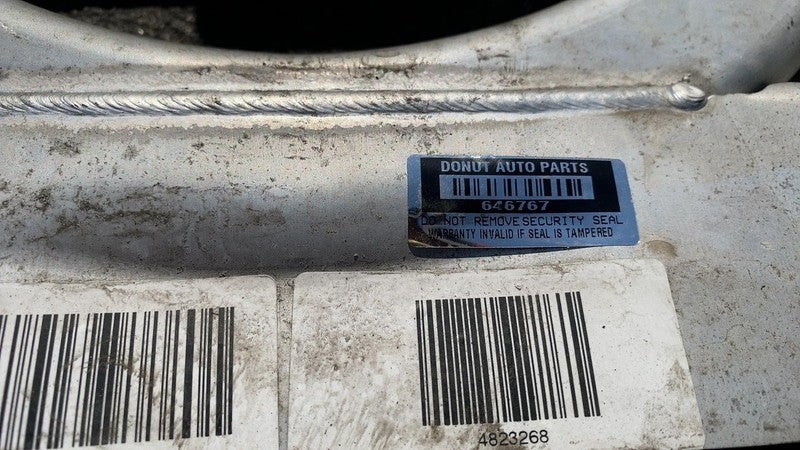 DONUT AUTO PARTS
646767
DO NOT REMOVE SECURITY SEAL
WARRANTY INVALID IF SEAL IS TAMPERED
4823268